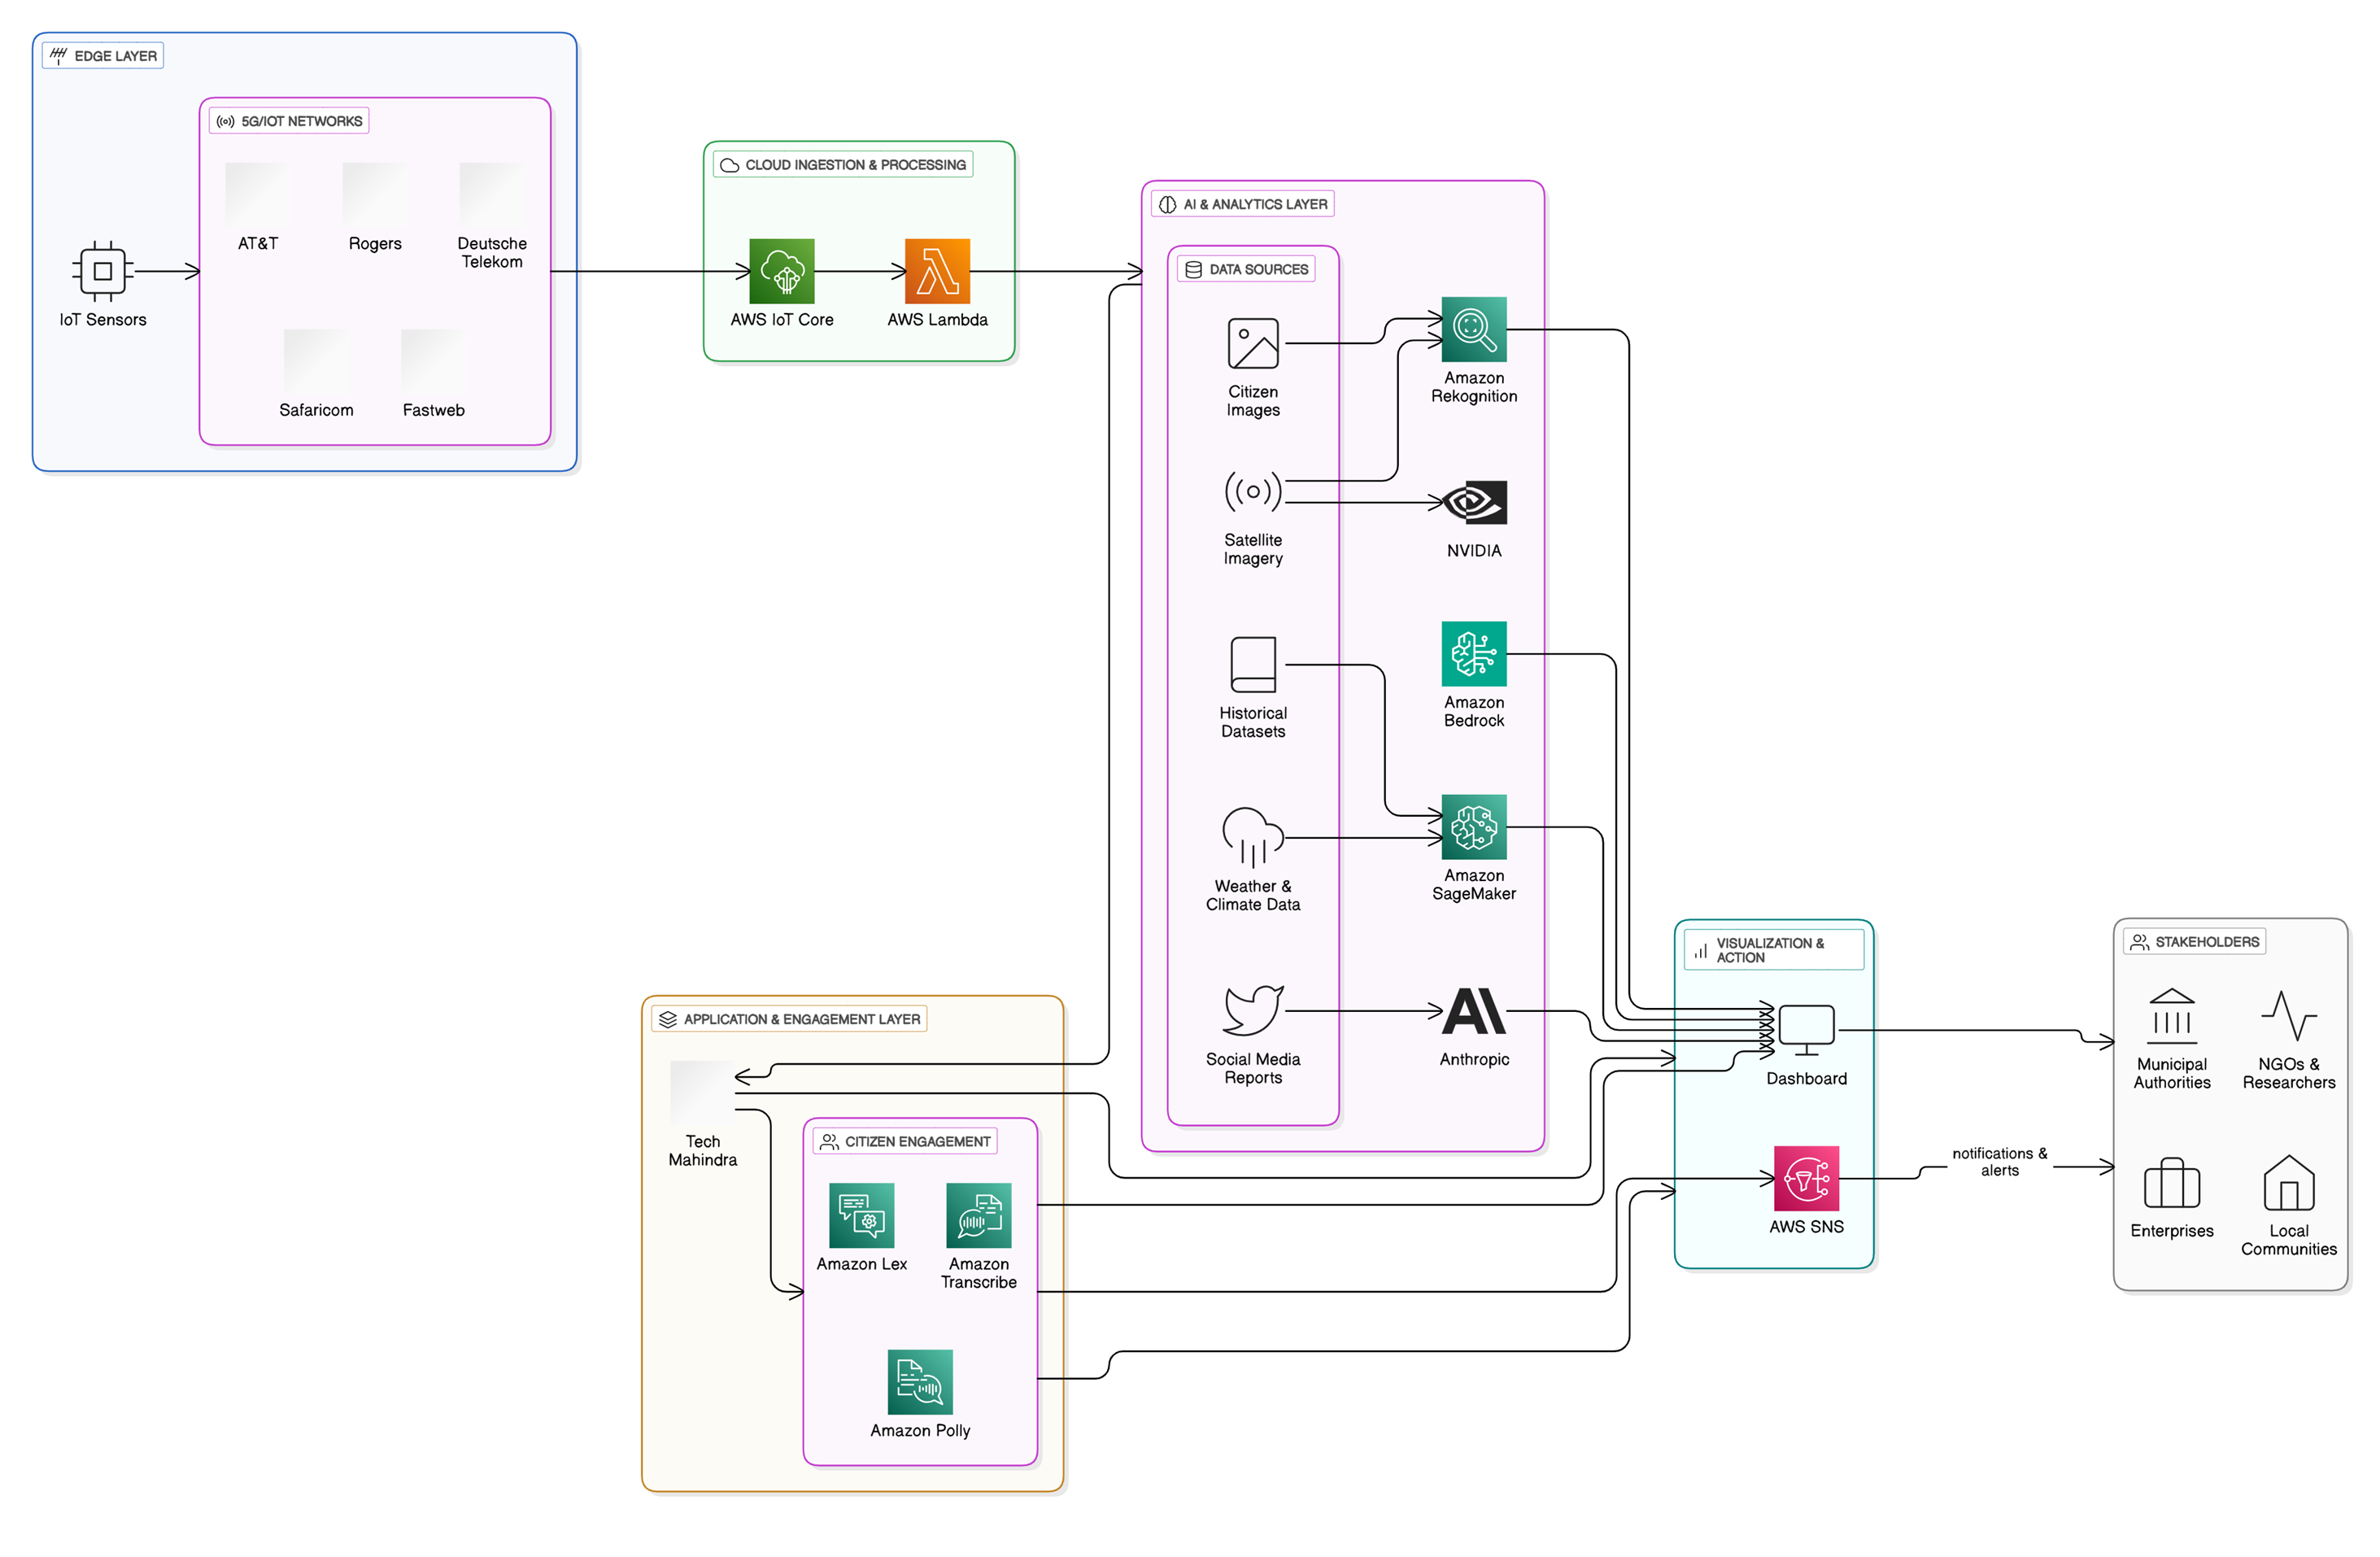 EDGE LAYER
5G/IOT NETWORKS
AT&T
Rogers
Deutsche
Telekom
IoT Sensors
Safaricom
Fastweb
CLOUD INGESTION & PROCESSING
AWS IoT Core
AWS Lambda
AI & ANALYTICS LAYER
DATA SOURCES
Citizen
Images
Amazon
Rekognition
Satellite
Imagery
NVIDIA
Historical
Datasets
Amazon
Bedrock
Weather &
Climate Data
Amazon
SageMaker
Social Media
Reports
Anthropic
APPLICATION & ENGAGEMENT LAYER
Tech
Mahindra
CITIZEN ENGAGEMENT
Amazon Lex
Amazon
Transcribe
Amazon Polly
VISUALIZATION &
ACTION
Dashboard
AWS SNS
notifications &
alerts
STAKEHOLDERS
Municipal
Authorities
NGOs &
Researchers
Enterprises
Local
Communities